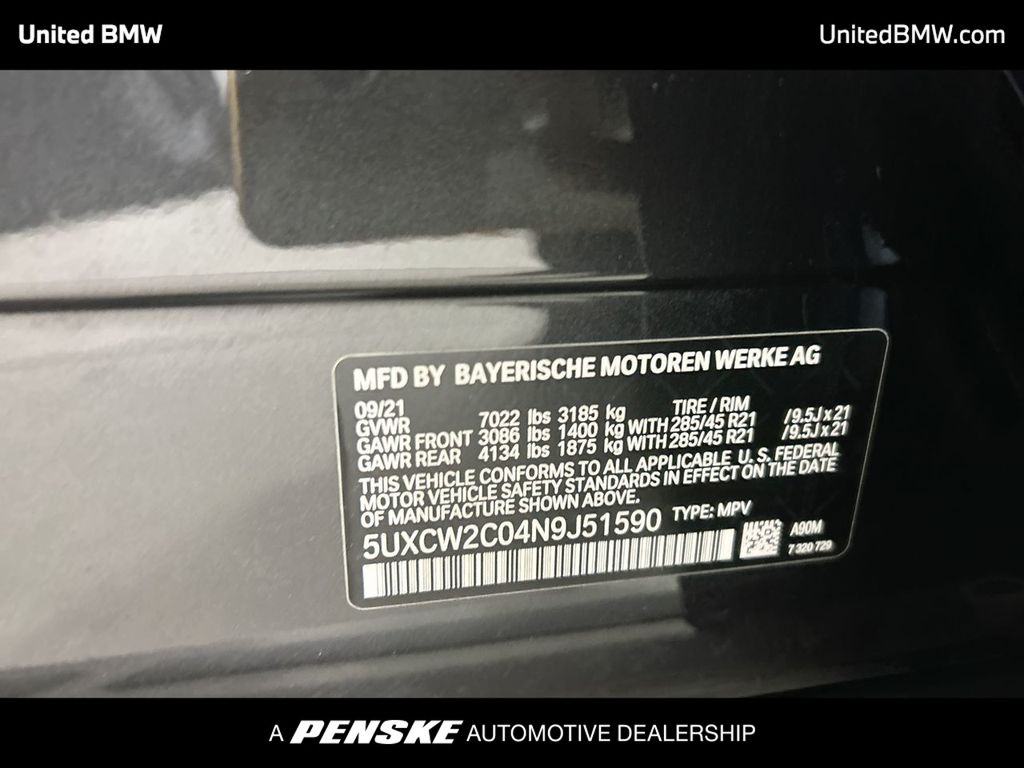 United BMW
UnitedBMW.com
MFD BY BAYERISCHE MOTOREN WERKE AG
09/21 TIRE / RIM
GVWR 7022 lbs 3185 kg
GAWR FRONT 3086 lbs 1400 kg WITH 285/45 R21 /9.5J x 21
GAWR REAR 4134 lbs 1875 kg WITH 285/45 R21 /9.5J x 21
THIS VEHICLE CONFORMS TO ALL APPLICABLE U.S. FEDERAL
MOTOR VEHICLE SAFETY STANDARDS IN EFFECT ON THE DATE
OF MANUFACTURE SHOWN ABOVE.
5UXCW2C04N9J51590 TYPE: MPV
A90M
7 320 729
A PENSKE AUTOMOTIVE DEALERSHIP